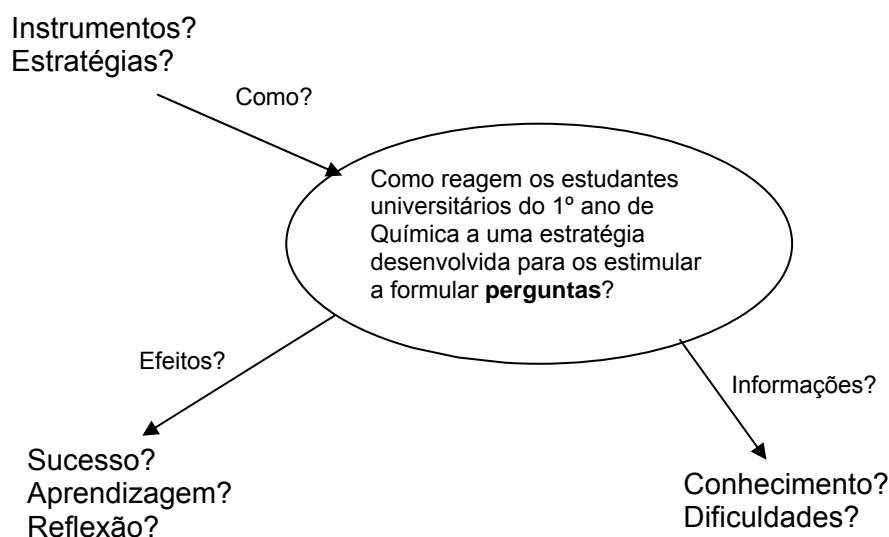 Instrumentos?
Estratégias?
Como?
Como reagem os estudantes
universitários do 1º ano de
Química a uma estratégia
desenvolvida para os estimular
a formular perguntas?
Efeitos?
Informações?
Sucesso?
Aprendizagem?
Reflexão?
Conhecimento?
Dificuldades?